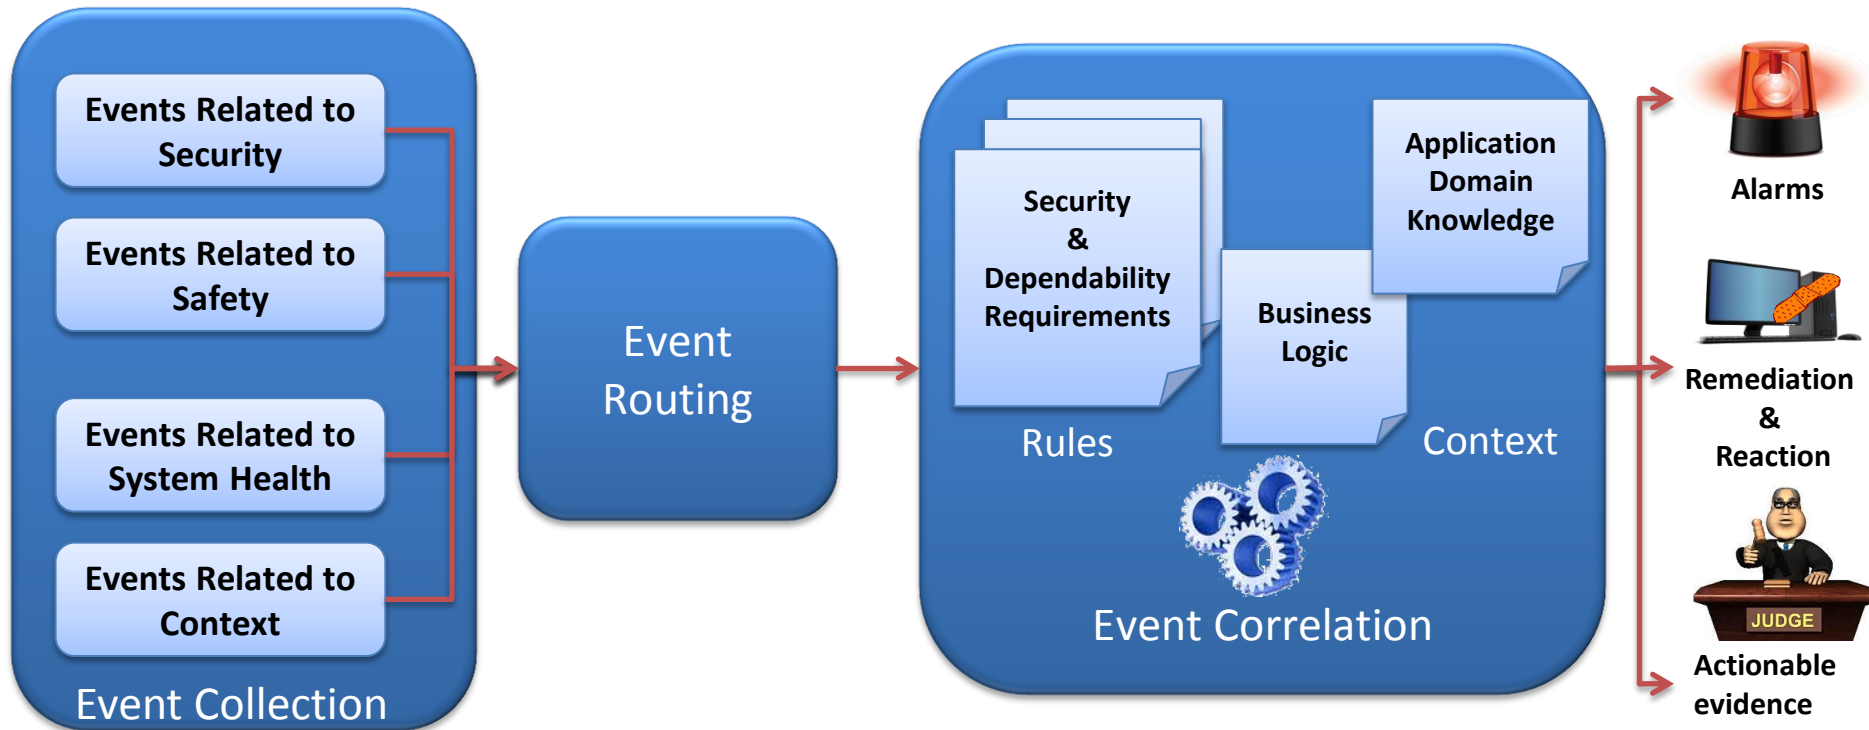 Events Related to
Security
Events Related to
Safety
Events Related to
System Health
Events Related to
Context
Event Collection
Event
Routing
Security
&
Dependability
Requirements
Rules
Business
Logic
Application
Domain
Knowledge
Context
Event Correlation
Alarms
Remediation
&
Reaction
JUDGE
Actionable
evidence